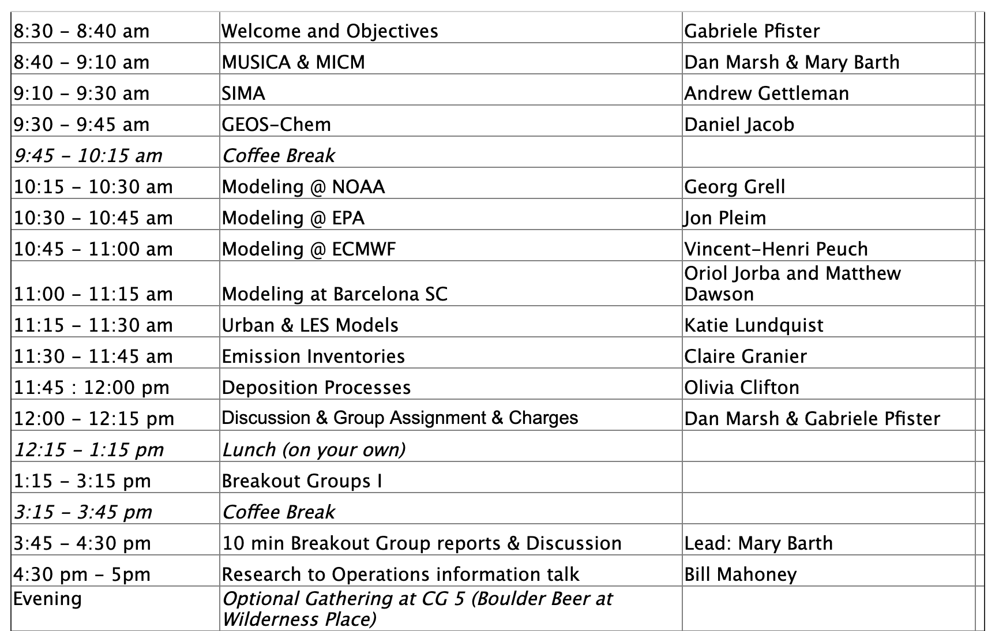 8:30 – 8:40 am Welcome and Objectives Gabriele Pfister
8:40 – 9:10 am MUSICA & MICM Dan Marsh & Mary Barth
9:10 – 9:30 am SIMA Andrew Gettleman
9:30 – 9:45 am GEOS–Chem Daniel Jacob
9:45 – 10:15 am Coffee Break
10:15 – 10:30 am Modeling @ NOAA Georg Grell
10:30 – 10:45 am Modeling @ EPA Jon Pleim
10:45 – 11:00 am Modeling @ ECMWF Vincent–Henri Peuch
Oriol Jorba and Matthew
11:00 – 11:15 am Modeling at Barcelona SC Dawson
11:15 – 11:30 am Urban & LES Models Katie Lundquist
11:30 – 11:45 am Emission Inventories Claire Granier
11:45 : 12:00 pm Deposition Processes Olivia Clifton
12:00 – 12:15 pm Discussion & Group Assignment & Charges Dan Marsh & Gabriele Pfister
12:15 – 1:15 pm Lunch (on your own)
1:15 – 3:15 pm Breakout Groups I
3:15 – 3:45 pm Coffee Break
3:45 – 4:30 pm 10 min Breakout Group reports & Discussion Lead: Mary Barth
4:30 pm – 5pm Research to Operations information talk Bill Mahoney
Evening Optional Gathering at CG 5 (Boulder Beer at
Wilderness Place)